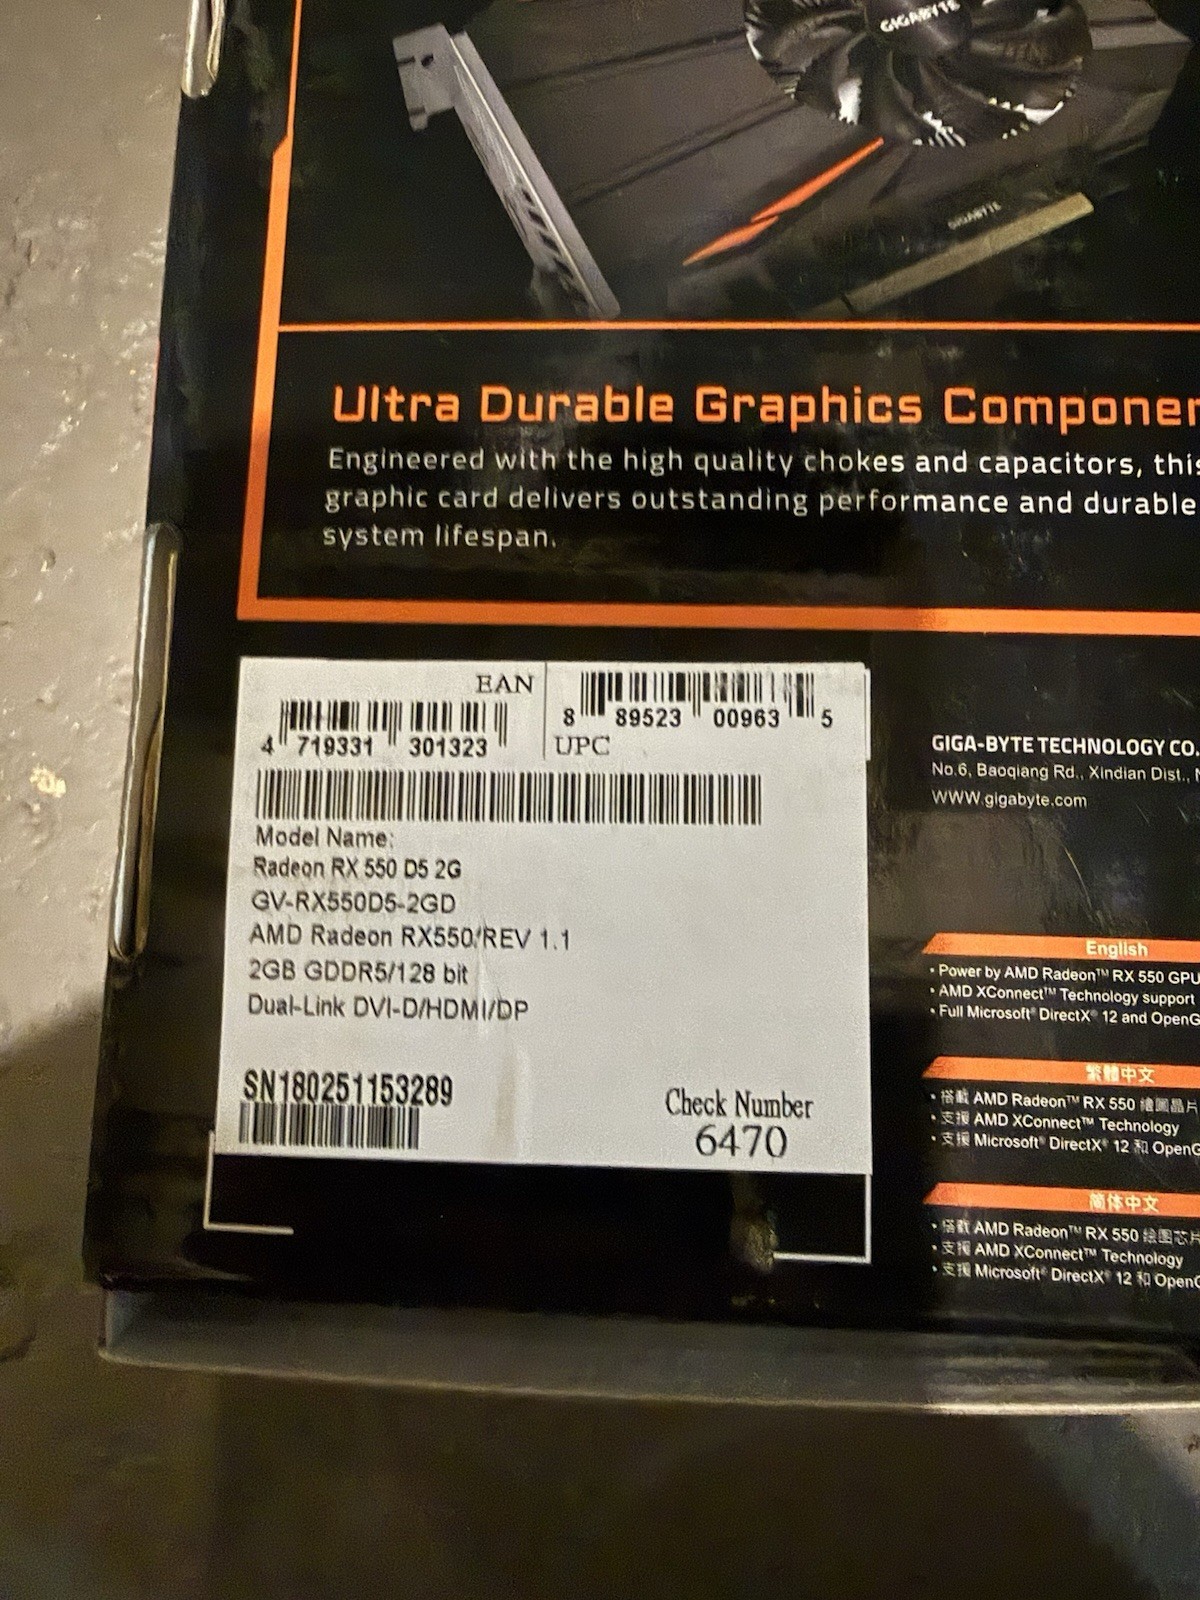 GIGABYTE
GIGABYTE
Ultra Durable Graphics Componen
Engineered with the high quality chokes and capacitors, this
graphic card delivers outstanding performance and durable
system lifespan.
EAN
4 719331 301323
8 89523 00963 5
UPC
Model Name:
Radeon RX 550 D5 2G
GV-RX550D5-2GD
AMD Radeon RX550/REV 1.1
2GB GDDR5/128 bit
Dual-Link DVI-D/HDMI/DP
SN180251153289
Check Number
6470
GIGA-BYTE TECHNOLOGY CO.
No.6, Baoqiang Rd., Xindian Dist., N
WWW.gigabyte.com
English
• Power by AMD Radeon™ RX 550 GPU
• AMD XConnect™ Technology support
• Full Microsoft® DirectX® 12 and OpenG
繁體中文
• 搭載 AMD Radeon™ RX 550 繪圖晶片
• 支援 AMD XConnect™ Technology
• 支援 Microsoft® DirectX® 12 和 OpenG
简体中文
• 搭载 AMD Radeon™ RX 550 绘图芯片
• 支援 AMD XConnect™ Technology
• 支援 Microsoft® DirectX® 12 和 OpenG